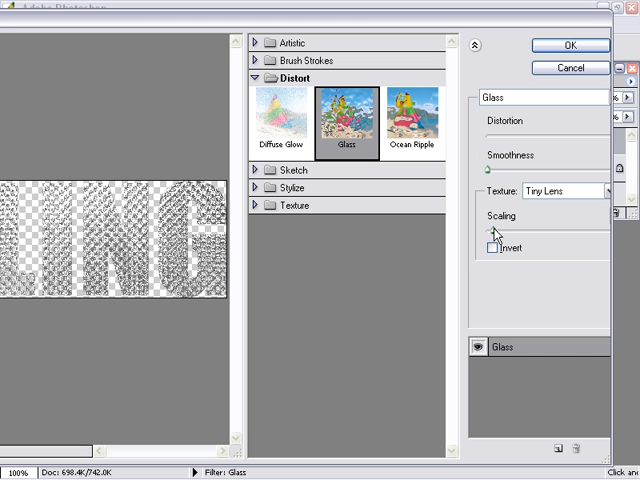 Adobe Photoshop
Artistic
Brush Strokes
Distort
Diffuse Glow
Glass
Ocean Ripple
Sketch
Stylize
Texture
OK
Cancel
Glass
Distortion
Smoothness
Texture: Tiny Lens
Scaling
Invert
Glass
LING
100%
Doc: 698.4K/742.0K
Filter: Glass
Click and